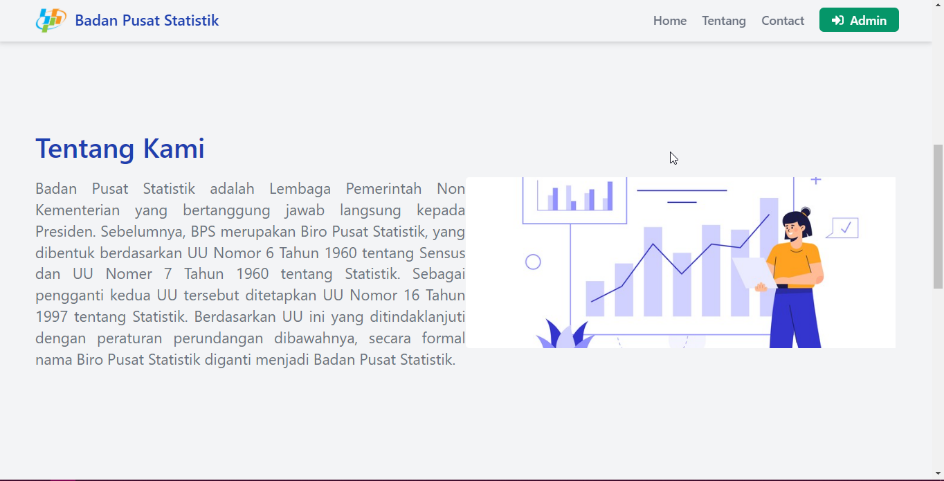 Badan Pusat Statistik
Home
Tentang
Contact
Admin
Tentang Kami
Badan Pusat Statistik adalah Lembaga Pemerintah Non
Kementerian yang bertanggung jawab langsung kepada
Presiden. Sebelumnya, BPS merupakan Biro Pusat Statistik, yang
dibentuk berdasarkan UU Nomor 6 Tahun 1960 tentang Sensus
dan UU Nomer 7 Tahun 1960 tentang Statistik. Sebagai
pengganti kedua UU tersebut ditetapkan UU Nomor 16 Tahun
1997 tentang Statistik. Berdasarkan UU ini yang ditindaklanjuti
dengan peraturan perundangan dibawahnya, secara formal
nama Biro Pusat Statistik diganti menjadi Badan Pusat Statistik.